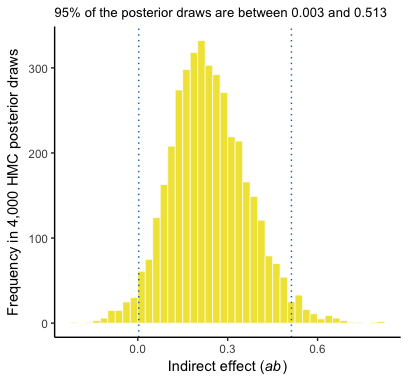 95% of the posterior draws are between 0.003 and 0.513
Frequency in 4,000 HMC posterior draws
300
200
100
0
0.0 0.3 0.6
Indirect effect (ab)